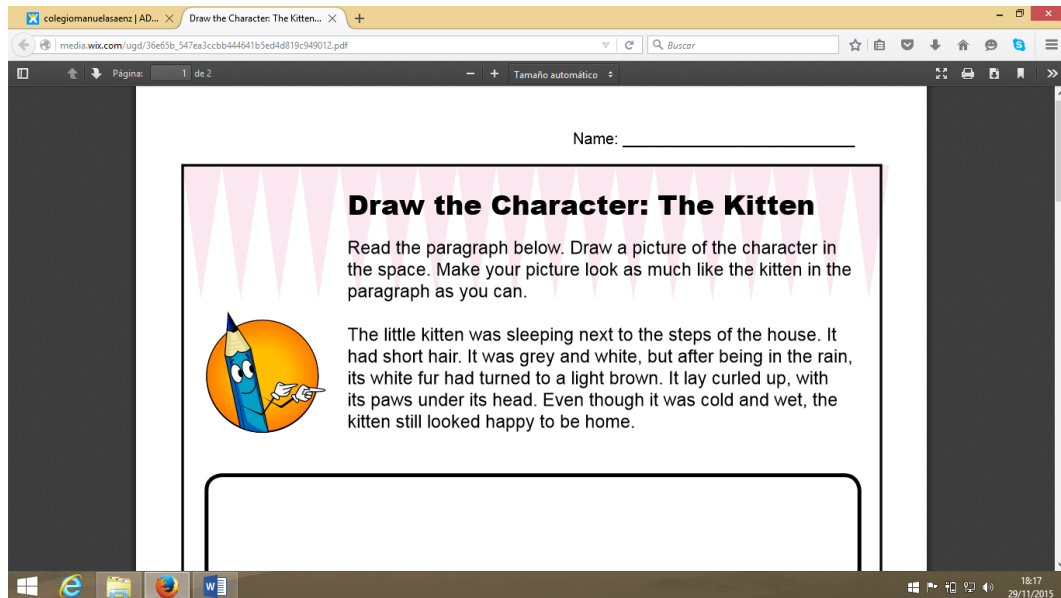 colegiomanuelasaenz | AD...
Draw the Character: The Kitten...
media.wix.com/ugd/36e65b_547ea3ccbb444641b5ed4d819c949012.pdf
Buscar
Página: 1 de 2
Tamaño automático
Name:
Draw the Character: The Kitten
Read the paragraph below. Draw a picture of the character in
the space. Make your picture look as much like the kitten in the
paragraph as you can.
The little kitten was sleeping next to the steps of the house. It
had short hair. It was grey and white, but after being in the rain,
its white fur had turned to a light brown. It lay curled up, with
its paws under its head. Even though it was cold and wet, the
kitten still looked happy to be home.
18:17
29/11/2015